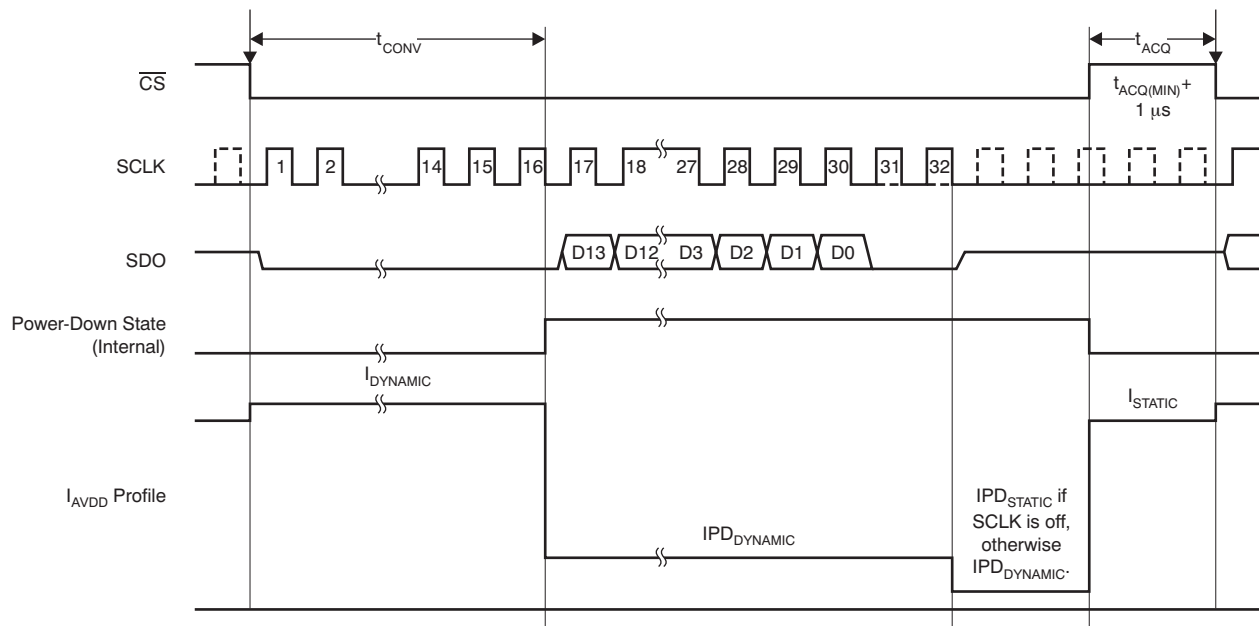 tCONV
tACQ
CS
tACQ(MIN)+
1 μs
SCLK
1 2 14 15 16 17 18 27 28 29 30 31 32
SDO
D13 D12 D3 D2 D1 D0
Power-Down State
(Internal)
IDYNAMIC
ISTATIC
IAVDD Profile
IPDDYNAMIC
IPDSTATIC if
SCLK is off,
otherwise
IPDDYNAMIC.